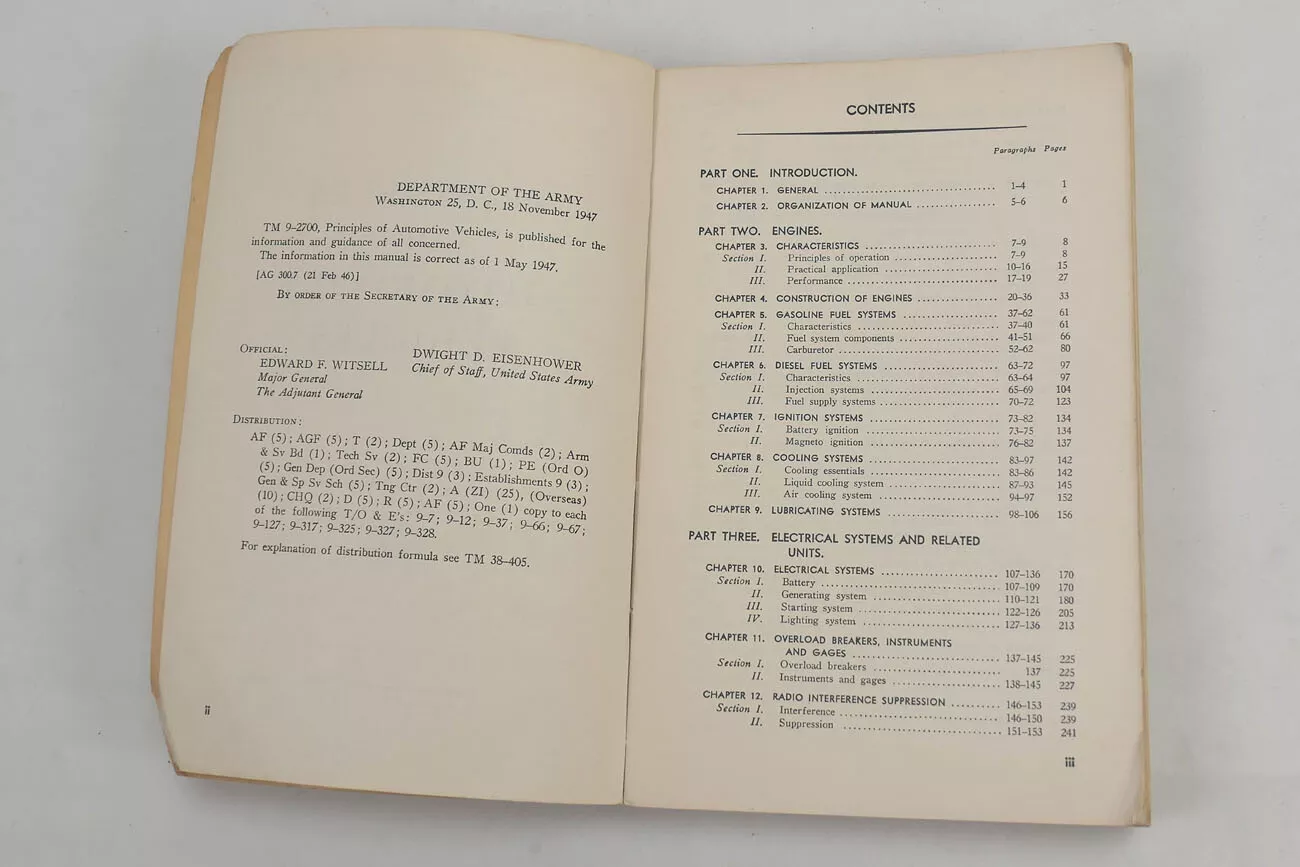 DEPARTMENT OF THE ARMY
WASHINGTON 25, D. C., 18 November 1947
TM 9–2700, Principles of Automotive Vehicles, is published for the
information and guidance of all concerned.
The information in this manual is correct as of 1 May 1947.
[AG 300.7 (21 Feb 46)]
BY ORDER OF THE SECRETARY OF THE ARMY:
OFFICIAL:
EDWARD F. WITSELL
Major General
The Adjutant General
DWIGHT D. EISENHOWER
Chief of Staff, United States Army
DISTRIBUTION:
AF (5); AGF (5); T (2); Dept (5); AF Maj Comds (2); Arm
& Sv Bd (1); Tech Sv (2); FC (5); BU (1); PE (Ord O)
(5); Gen Dep (Ord Sec) (5); Dist 9 (3); Establishments 9 (3);
Gen & Sp Sv Sch (5); Tng Ctr (2); A (ZI) (25), (Overseas)
(10); CHQ (2); D (5); R (5); AF (5); One (1) copy to each
of the following T/O & E's: 9–7; 9–12; 9–37; 9–66; 9–67;
9–127; 9–317; 9–325; 9–327; 9–328.
For explanation of distribution formula see TM 38–405.
ii
CONTENTS
Paragraphs Pages
PART ONE. INTRODUCTION.
CHAPTER 1. GENERAL ........ 1–4 1
CHAPTER 2. ORGANIZATION OF MANUAL ........ 5–6 6
PART TWO. ENGINES.
CHAPTER 3. CHARACTERISTICS ........ 7–9 8
Section I. Principles of operation ........ 7–9 8
II. Practical application ........ 10–16 15
III. Performance ........ 17–19 27
CHAPTER 4. CONSTRUCTION OF ENGINES ........ 20–36 33
CHAPTER 5. GASOLINE FUEL SYSTEMS ........ 37–62 61
Section I. Characteristics ........ 37–40 61
II. Fuel system components ........ 41–51 66
III. Carburetor ........ 52–62 80
CHAPTER 6. DIESEL FUEL SYSTEMS ........ 63–72 97
Section I. Characteristics ........ 63–64 97
II. Injection systems ........ 65–69 104
III. Fuel supply systems ........ 70–72 123
CHAPTER 7. IGNITION SYSTEMS ........ 73–82 134
Section I. Battery ignition ........ 73–75 134
II. Magneto ignition ........ 76–82 137
CHAPTER 8. COOLING SYSTEMS ........ 83–97 142
Section I. Cooling essentials ........ 83–86 142
II. Liquid cooling system ........ 87–93 145
III. Air cooling system ........ 94–97 152
CHAPTER 9. LUBRICATING SYSTEMS ........ 98–106 156
PART THREE. ELECTRICAL SYSTEMS AND RELATED
UNITS.
CHAPTER 10. ELECTRICAL SYSTEMS ........ 107–136 170
Section I. Battery ........ 107–109 170
II. Generating system ........ 110–121 180
III. Starting system ........ 122–126 205
IV. Lighting system ........ 127–136 213
CHAPTER 11. OVERLOAD BREAKERS, INSTRUMENTS
AND GAGES ........ 137–145 225
Section I. Overload breakers ........ 137 225
II. Instruments and gages ........ 138–145 227
CHAPTER 12. RADIO INTERFERENCE SUPPRESSION ........ 146–153 239
Section I. Interference ........ 146–150 239
II. Suppression ........ 151–153 241
iii